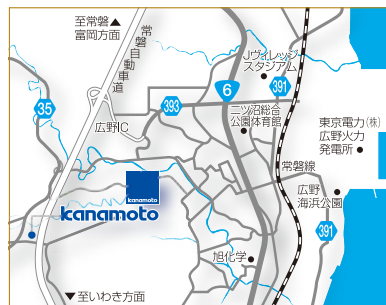 至常磐▲
富岡方面
常磐自動車道
6
Jヴィレッジ
スタジアム
391
35
393
二ツ沼総合
公園体育館
広野IC
東京電力(株)
広野火力
発電所
常磐線
kanamoto
kanamoto
広野
海浜公園
391
旭化学
▼至いわき方面